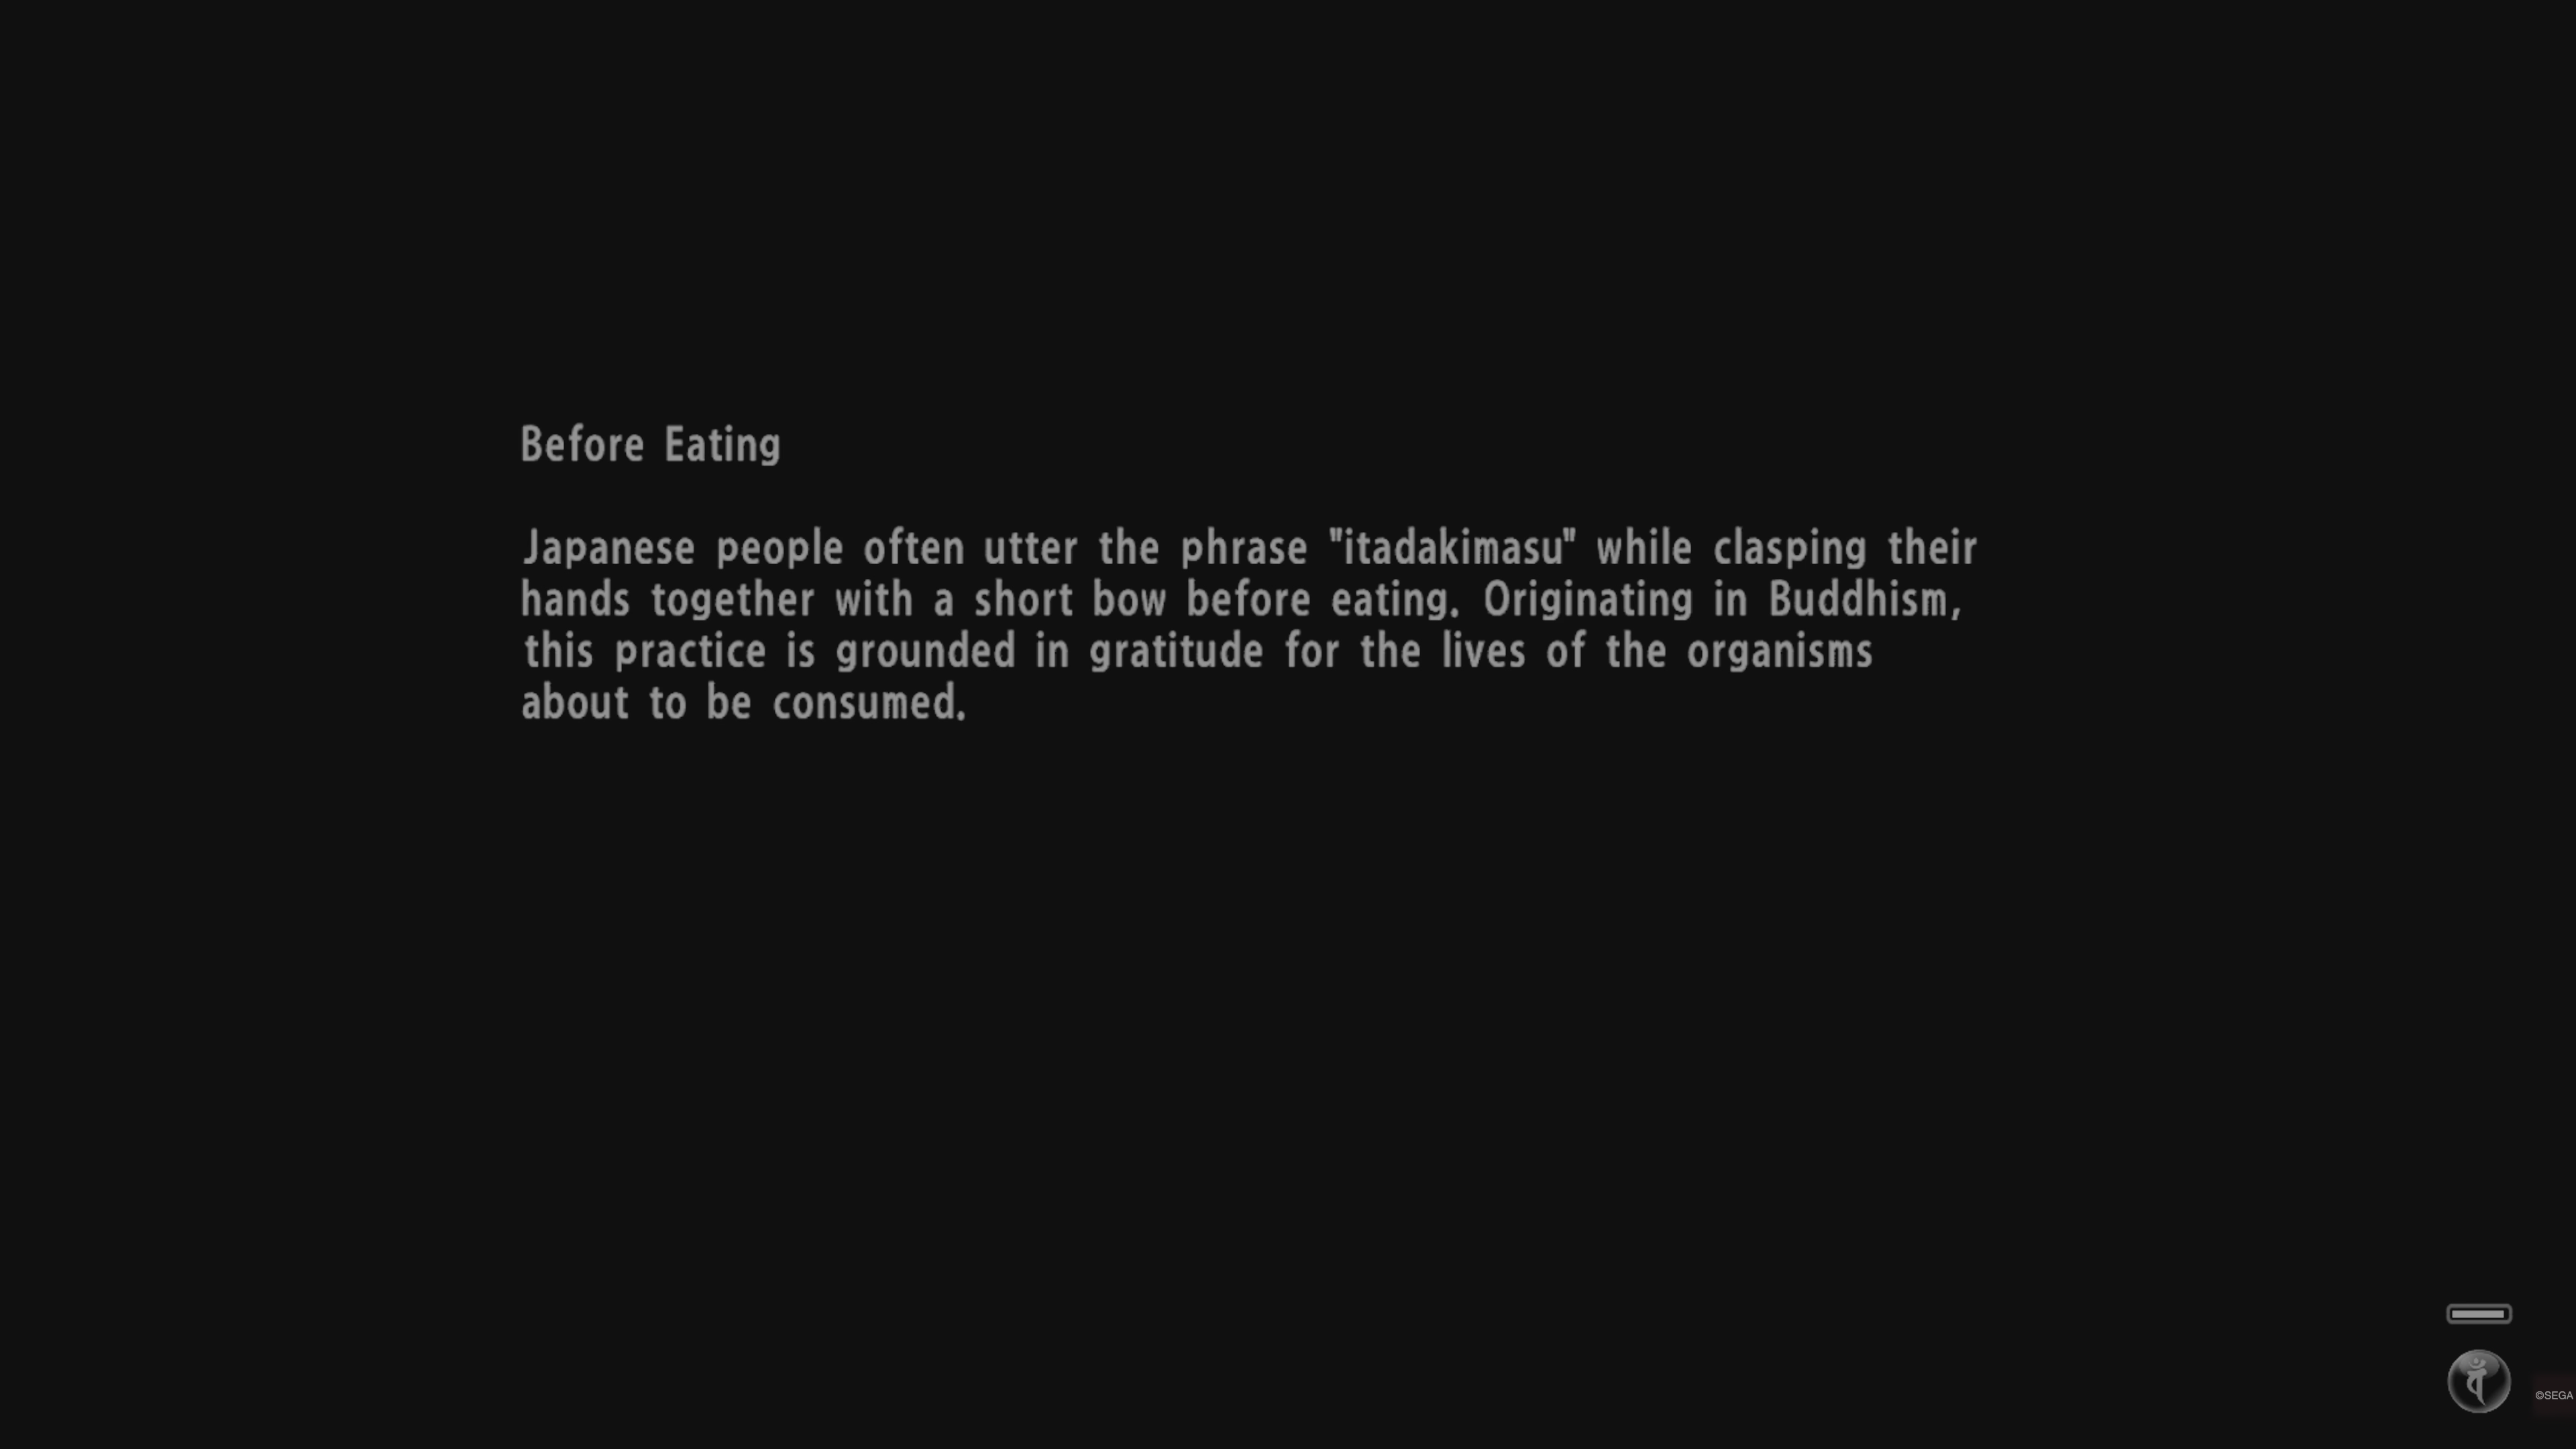 Before Eating
Japanese people often utter the phrase "itadakimasu" while clasping their
hands together with a short bow before eating. Originating in Buddhism,
this practice is grounded in gratitude for the lives of the organisms
about to be consumed.
©SEGA